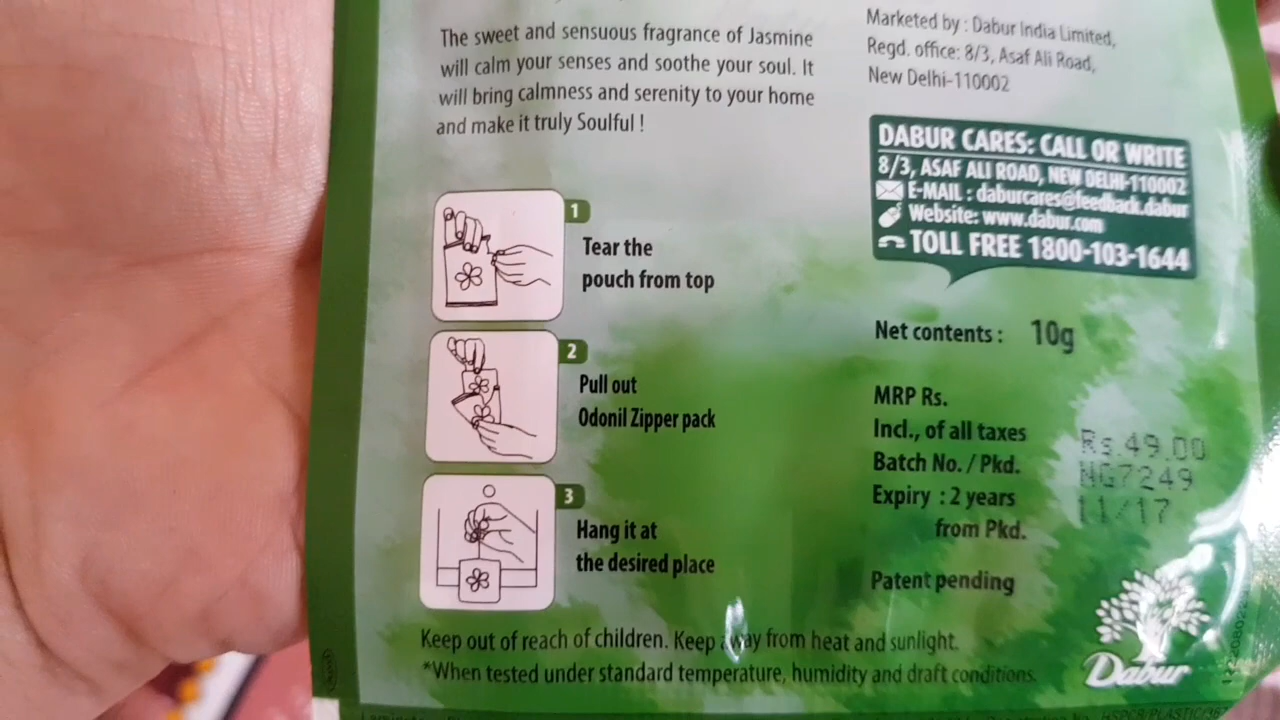 The sweet and sensuous fragrance of Jasmine
will calm your senses and soothe your soul. It
will bring calmness and serenity to your home
and make it truly Soulful !
1
Tear the
pouch from top
2
Pull out
Odonil Zipper pack
3
Hang it at
the desired place
Marketed by : Dabur India Limited,
Regd. office: 8/3, Asaf Ali Road,
New Delhi-110002
DABUR CARES: CALL OR WRITE
8/3, ASAF ALI ROAD, NEW DELHI-110002
E-MAIL : daburcares@feedback.dabur
Website: www.dabur.com
TOLL FREE 1800-103-1644
Net contents : 10g
MRP Rs.
Incl., of all taxes Rs.49.00
Batch No. / Pkd. NG7249
Expiry : 2 years 11/17
from Pkd.
Patent pending
Dabur
Keep out of reach of children. Keep away from heat and sunlight.
*When tested under standard temperature, humidity and draft conditions.